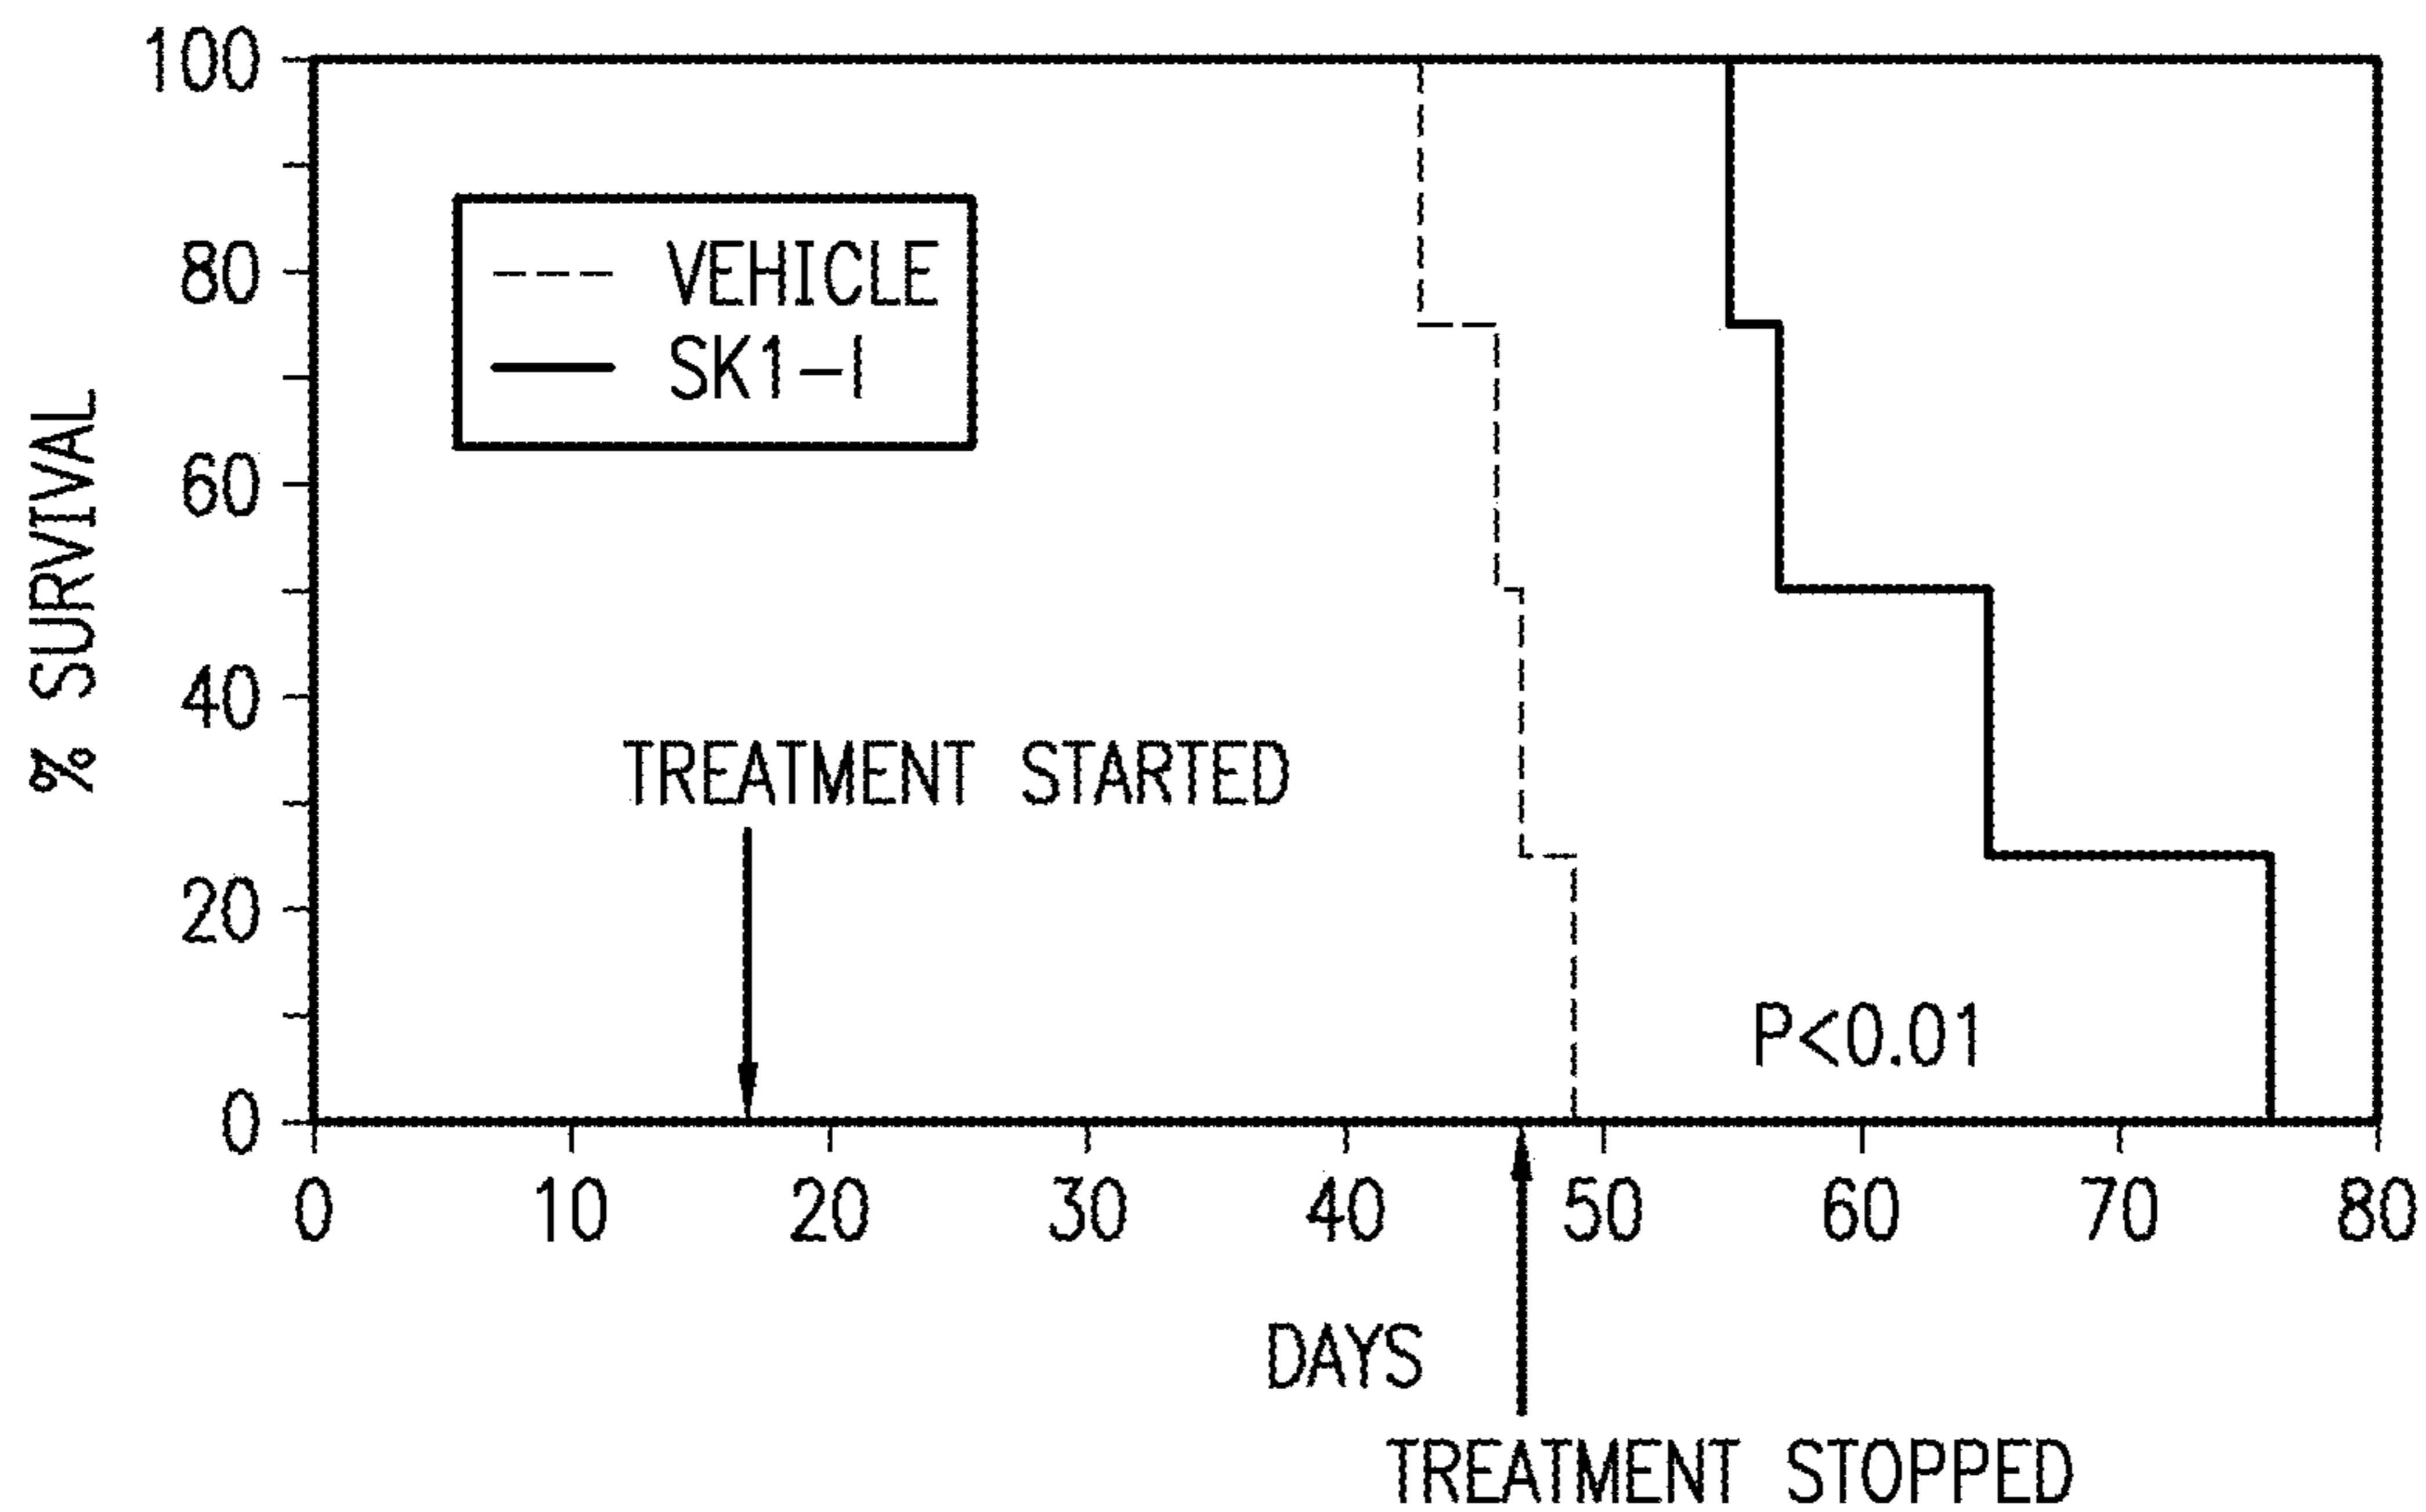 100
80
60
40
20
0
% SURVIVAL
VEHICLE
SK1-I
TREATMENT STARTED
P<0.01
0 10 20 30 40 50 60 70 80
DAYS
TREATMENT STOPPED